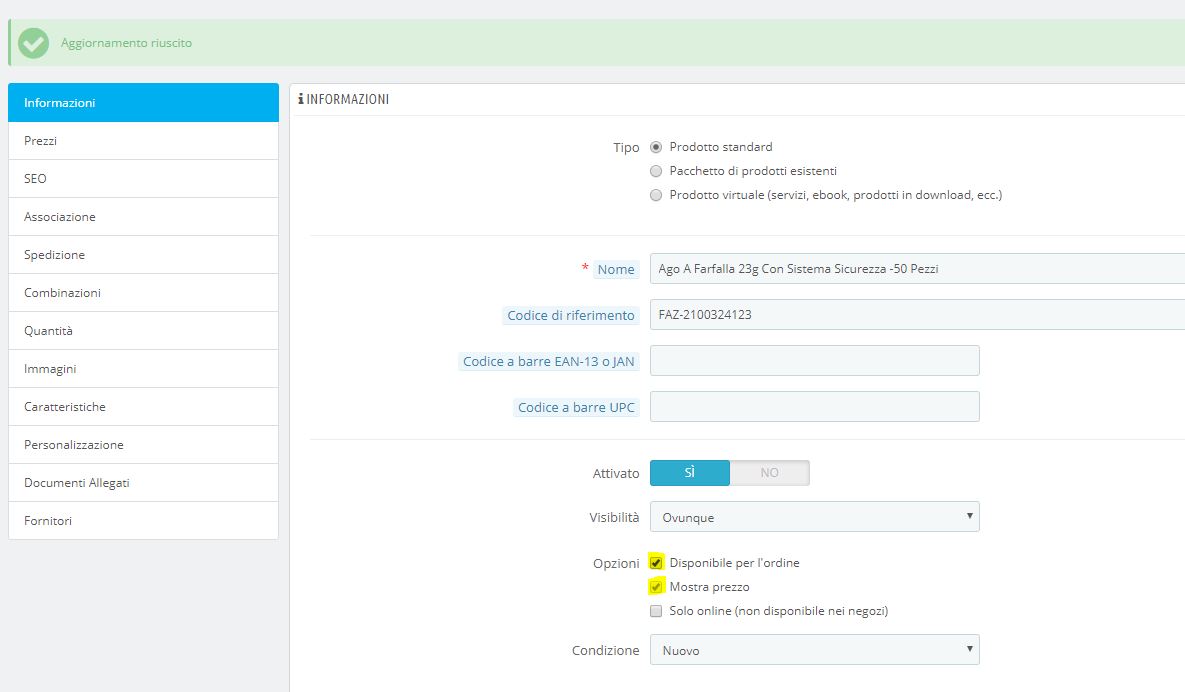 Aggiornamento riuscito
Informazioni
Prezzi
SEO
Associazione
Spedizione
Combinazioni
Quantità
Immagini
Caratteristiche
Personalizzazione
Documenti Allegati
Fornitori
INFORMAZIONI
Tipo Prodotto standard
Pacchetto di prodotti esistenti
Prodotto virtuale (servizi, ebook, prodotti in download, ecc.)
* Nome Ago A Farfalla 23g Con Sistema Sicurezza -50 Pezzi
Codice di riferimento FAZ-2100324123
Codice a barre EAN-13 o JAN
Codice a barre UPC
Attivato SÌ NO
Visibilità Ovunque
Opzioni Disponibile per l'ordine
Mostra prezzo
Solo online (non disponibile nei negozi)
Condizione Nuovo